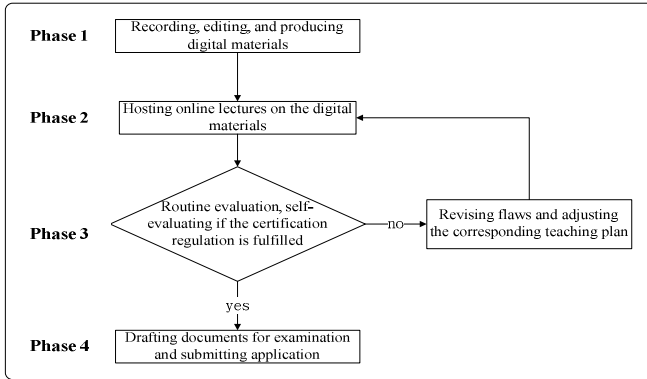 Phase 1
Recording, editing, and producing
digital materials
Phase 2
Hosting online lectures on the digital
materials
Phase 3
Routine evaluation, self-
evaluating if the certification
regulation is fulfilled
no
Revising flaws and adjusting
the corresponding teaching plan
yes
Phase 4
Drafting documents for examination
and submitting application